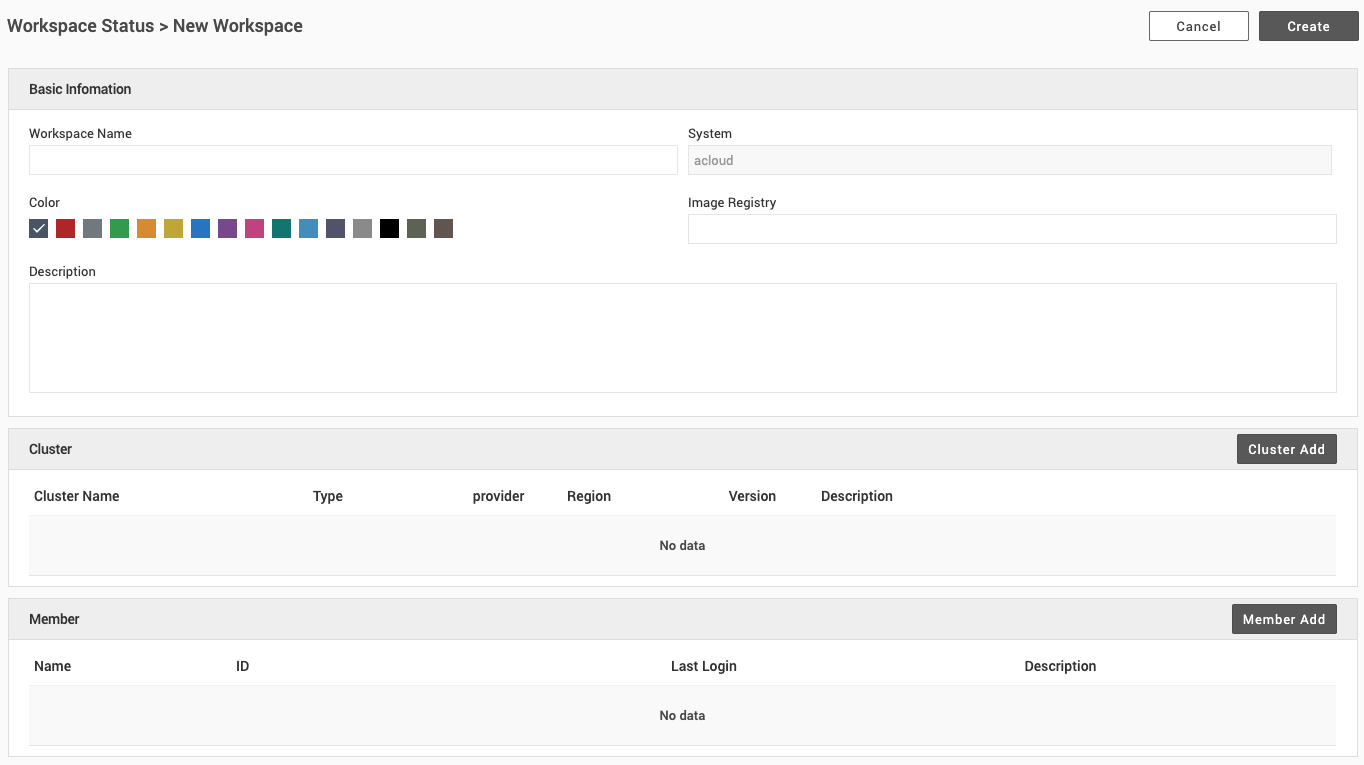 Workspace Status > New Workspace
Cancel
Create
Basic Infomation
Workspace Name
System
acloud
Color
Image Registry
Description
Cluster
Cluster Add
Cluster Name Type provider Region Version Description
No data
Member
Member Add
Name ID Last Login Description
No data